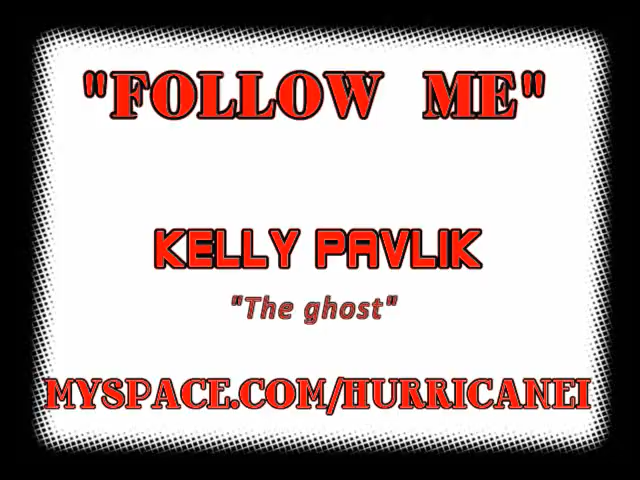 "FOLLOW ME"
KELLY PAVLIK
"The ghost"
MYSPACE.COM/HURRICANEI